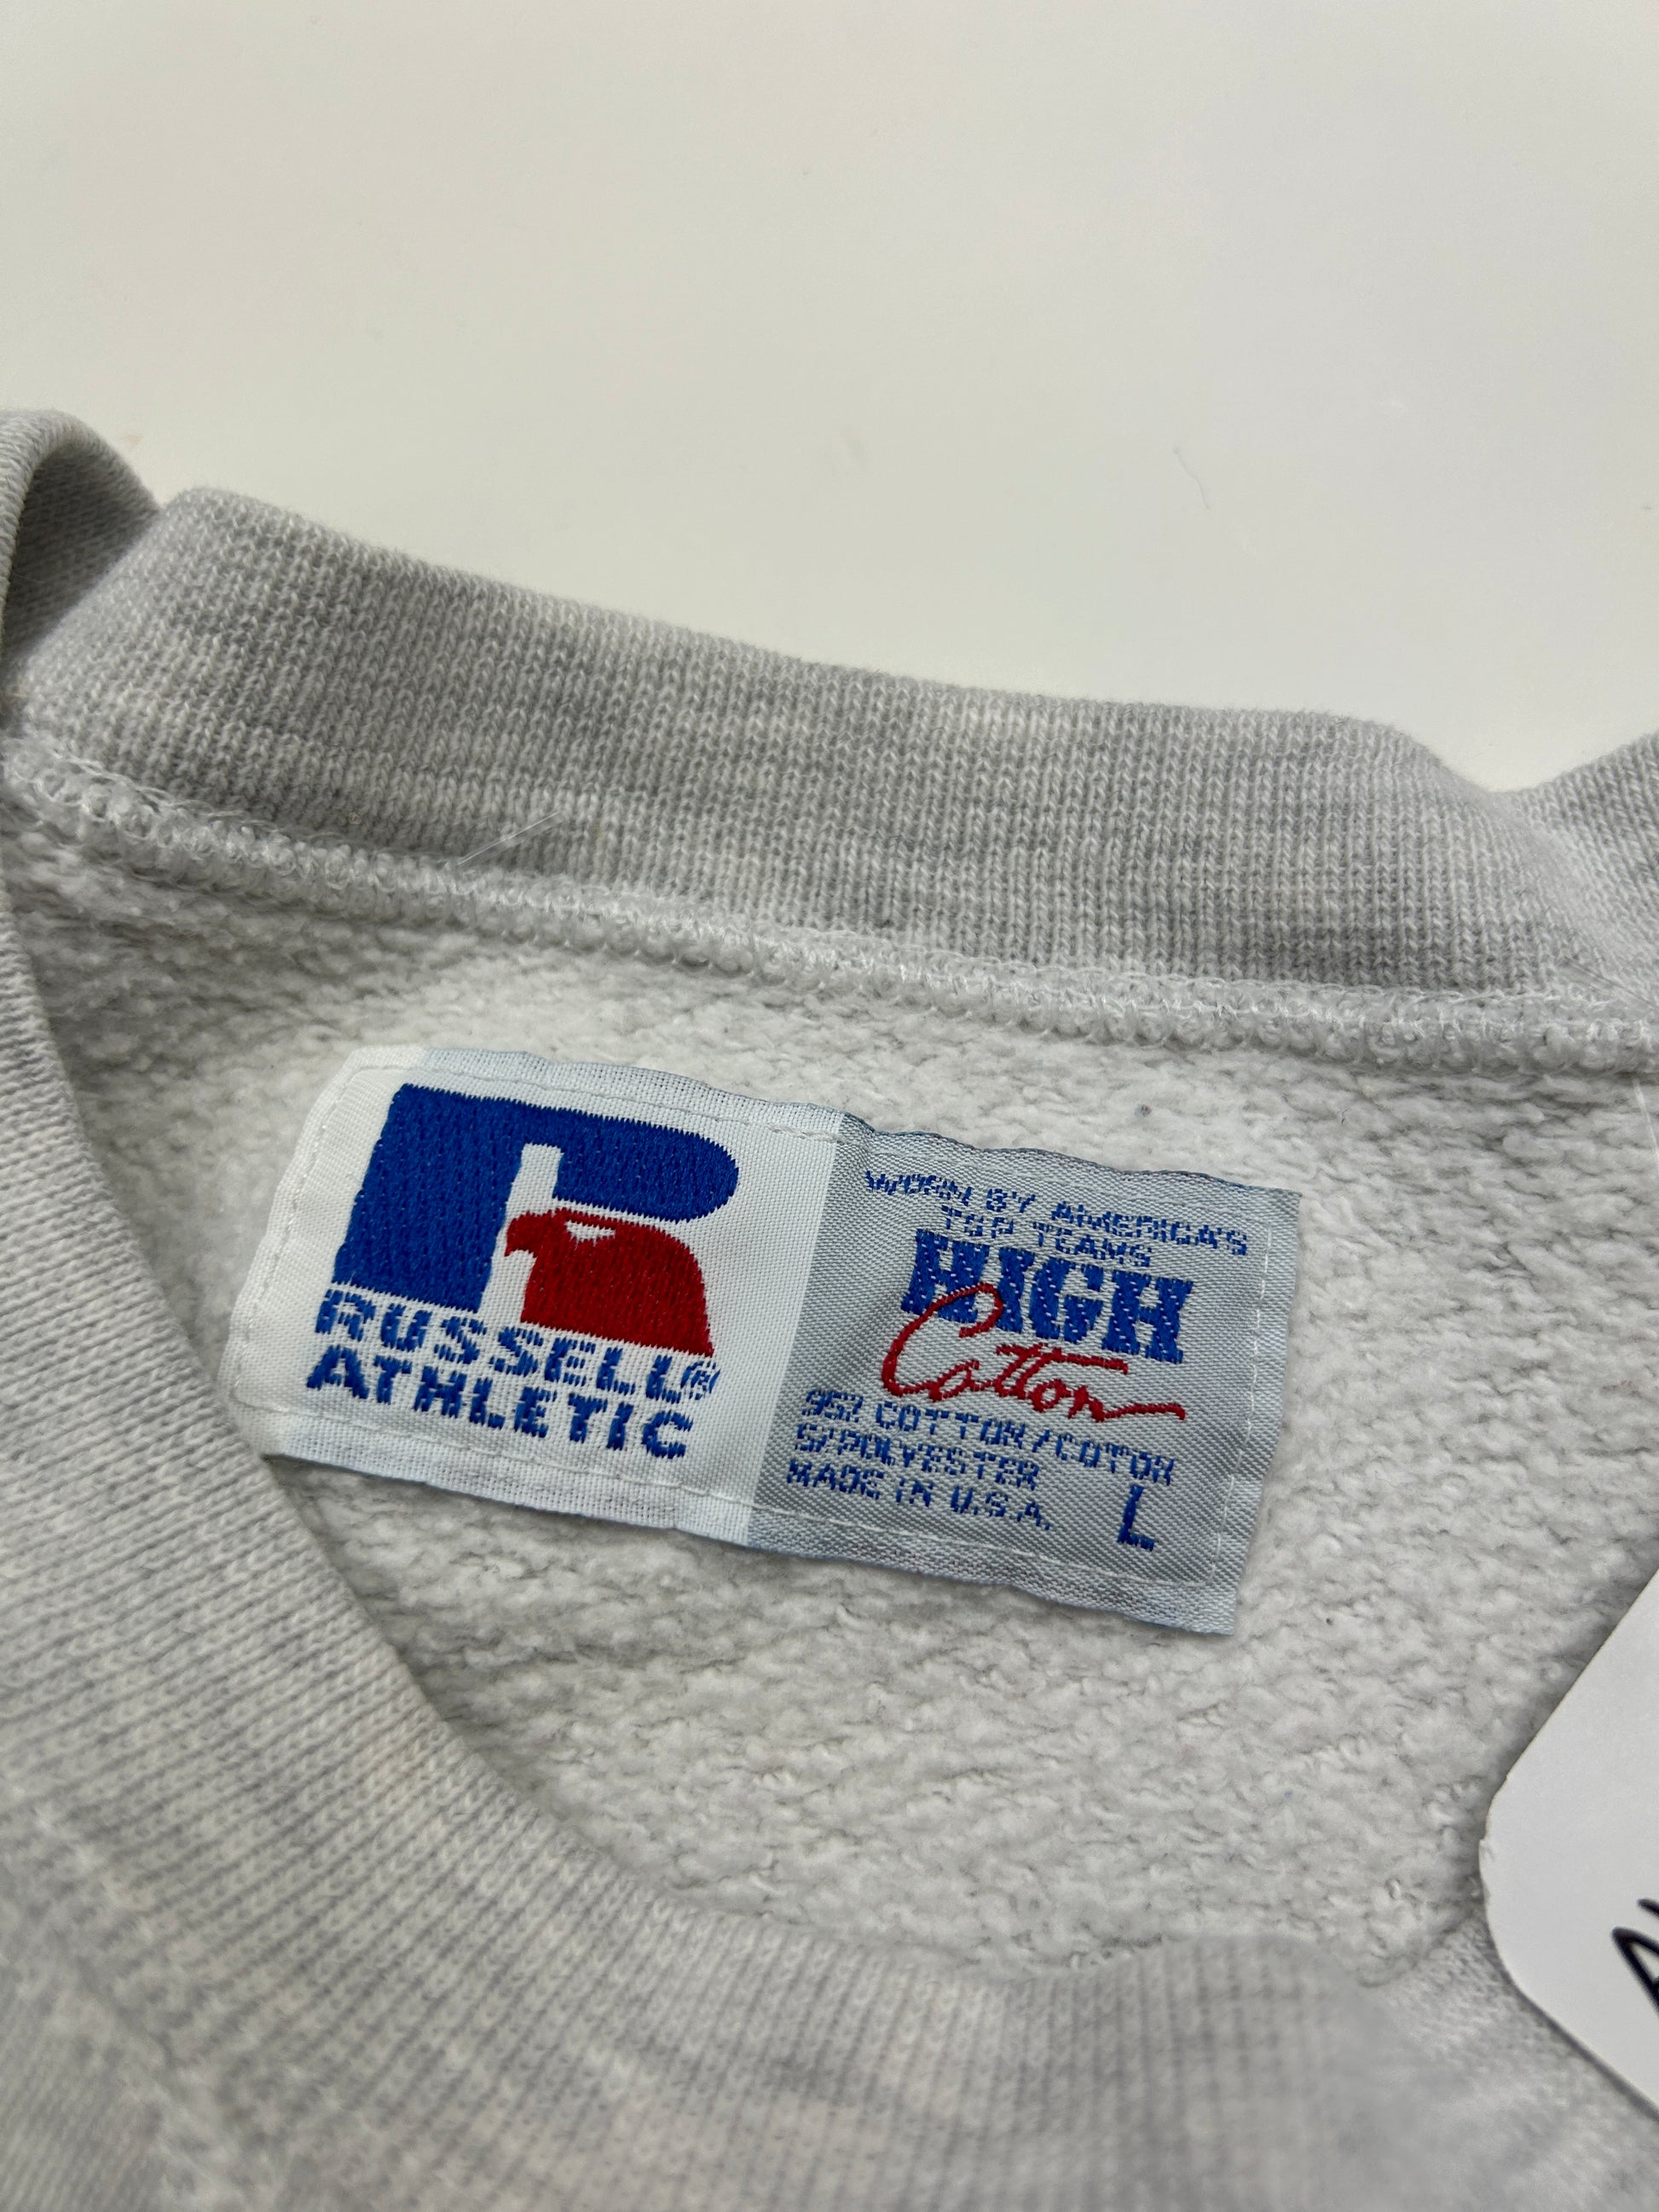 RUSSELL®
ATHLETIC
WORN BY AMERICA'S
TOP TEAMS
HIGH
Cotton
95% COTTON/COTON
5%POLYESTER
MADE IN U.S.A. L